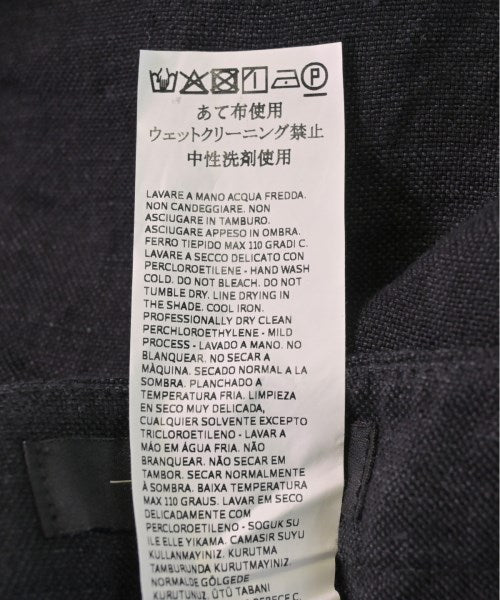 P
あて布使用
ウェットクリーニング禁止
中性洗剤使用
LAVARE A MANO ACQUA FREDDA.
NON CANDEGGIARE. NON
ASCIUGARE IN TAMBURO.
ASCIUGARE APPESO IN OMBRA.
FERRO TIEPIDO MAX 110 GRADI C.
LAVARE A SECCO DELICATO CON
PERCLOROETILENE - HAND WASH
COLD. DO NOT BLEACH. DO NOT
TUMBLE DRY. LINE DRYING IN
THE SHADE. COOL IRON.
PROFESSIONALLY DRY CLEAN
PERCHLOROETHYLENE - MILD
PROCESS - LAVADO A MANO. NO
BLANQUEAR. NO SECAR A
MÀQUINA. SECADO NORMAL A LA
SOMBRA. PLANCHADO A
TEMPERATURA FRIA. LIMPIEZA
EN SECO MUY DELICADA,
CUALQUIER SOLVENTE EXCEPTO
TRICLOROETILENO - LAVAR A
MÃO EM ÁGUA FRIA. NÃO
BRANQUEAR. NÃO SECAR EM
TAMBOR. SECAR NORMALMENTE
À SOMBRA. BAIXA TEMPERATURA
MAX 110 GRAUS. LAVAR EM SECO
DELICADAMENTE COM
PERCLOROETILENO - SOGUK SU
ILE ELLE YIKAMA. CAMASIR SUYU
KULLANMAYINIZ. KURUTMA
TAMBURUNDA KURUTMAYINIZ.
NORMALDE GÖLGEDE
KURUTUNUZ. ÜTÜ TABANI